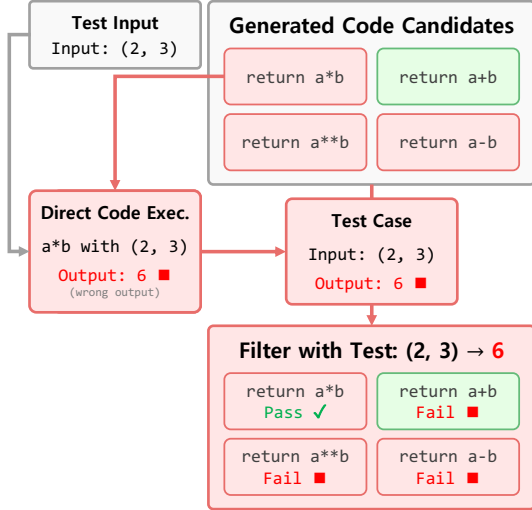 Test Input
Input: (2, 3)
Generated Code Candidates
return a*b
return a+b
return a**b
return a-b
Direct Code Exec.
a*b with (2, 3)
Output: 6 ■
(wrong output)
Test Case
Input: (2, 3)
Output: 6 ■
Filter with Test: (2, 3) → 6
return a*b
Pass ✓
return a+b
Fail ■
return a**b
Fail ■
return a-b
Fail ■